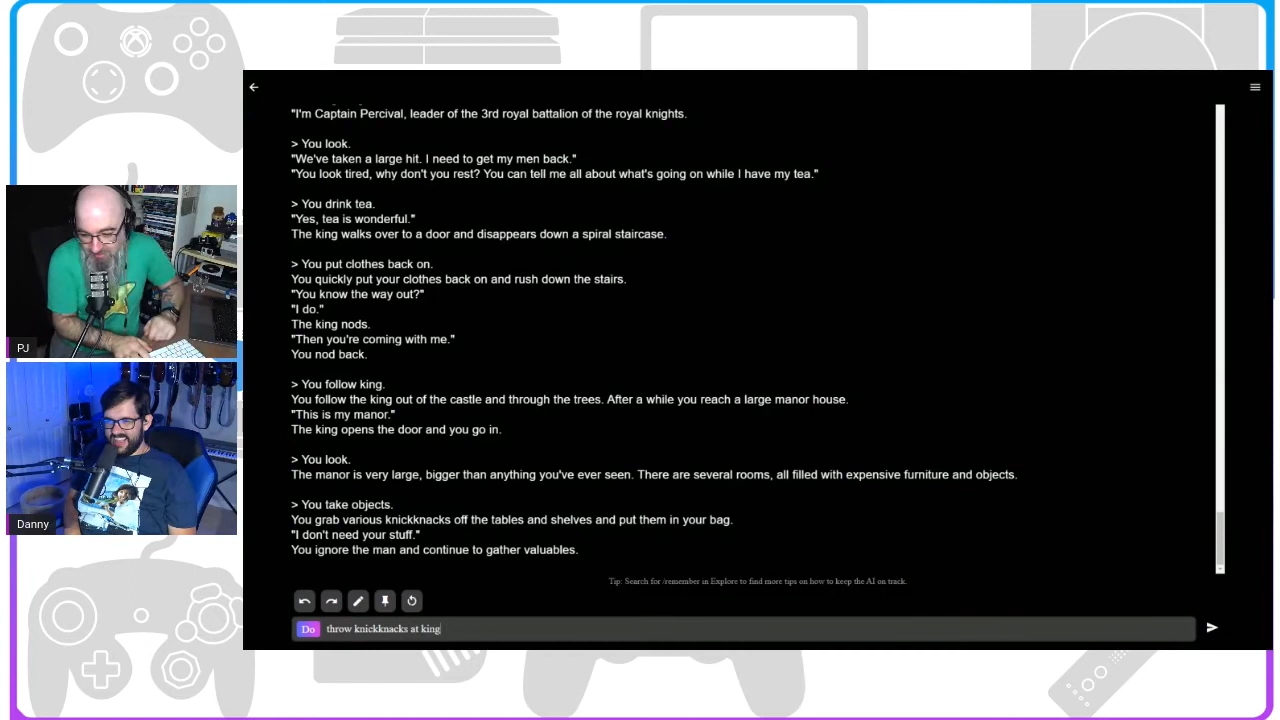 "I'm Captain Percival, leader of the 3rd royal battalion of the royal knights.
> You look.
"We've taken a large hit. I need to get my men back."
"You look tired, why don't you rest? You can tell me all about what's going on while I have my tea."
> You drink tea.
"Yes, tea is wonderful."
The king walks over to a door and disappears down a spiral staircase.
> You put clothes back on.
You quickly put your clothes back on and rush down the stairs.
"You know the way out?"
"I do."
The king nods.
"Then you're coming with me."
You nod back.
> You follow king.
You follow the king out of the castle and through the trees. After a while you reach a large manor house.
"This is my manor."
The king opens the door and you go in.
> You look.
The manor is very large, bigger than anything you've ever seen. There are several rooms, all filled with expensive furniture and objects.
> You take objects.
You grab various knickknacks off the tables and shelves and put them in your bag.
"I don't need your stuff."
You ignore the man and continue to gather valuables.
Tip: Search for /remember in Explore to find more tips on how to keep the AI on track.
Do throw knickknacks at king
PJ
Danny